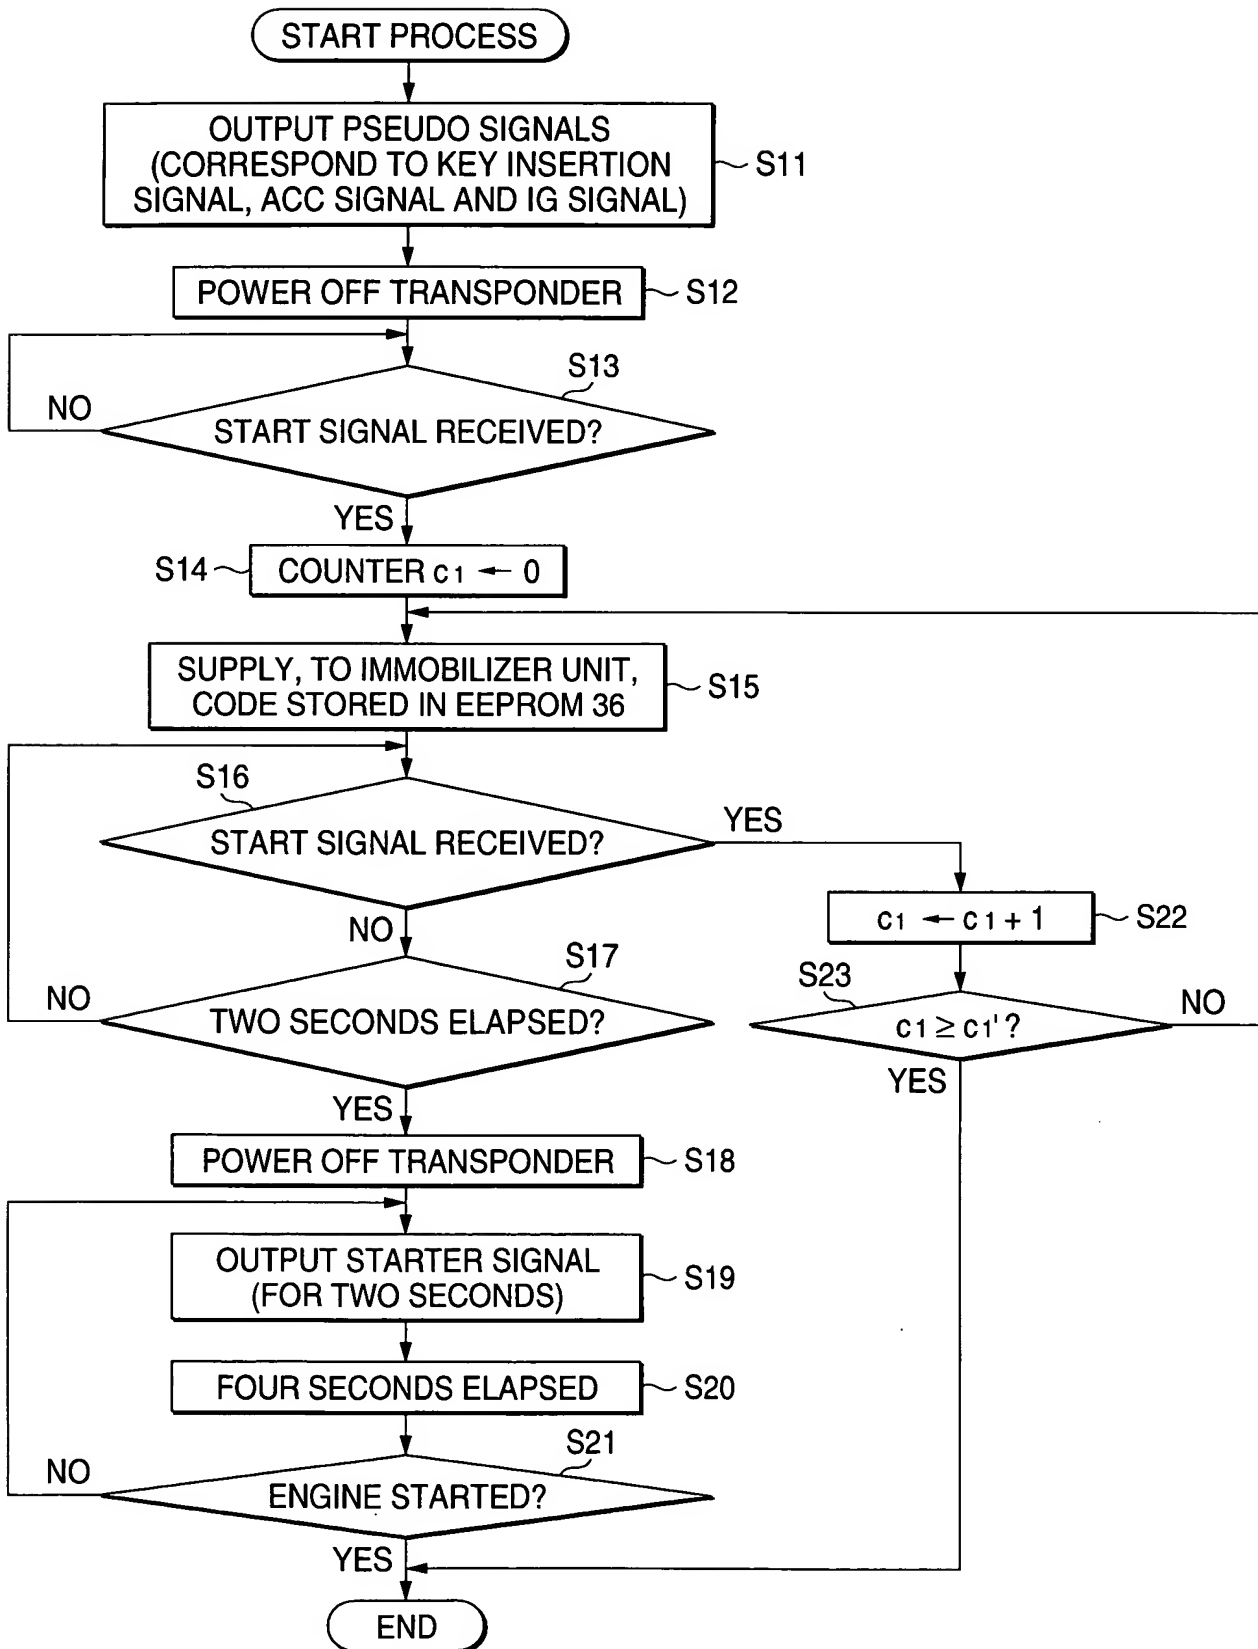 START PROCESS
OUTPUT PSEUDO SIGNALS
(CORRESPOND TO KEY INSERTION
SIGNAL, ACC SIGNAL AND IG SIGNAL)
S11
POWER OFF TRANSPONDER
S12
S13
NO
START SIGNAL RECEIVED?
YES
S14
COUNTER c1 ← 0
SUPPLY, TO IMMOBILIZER UNIT,
CODE STORED IN EEPROM 36
S15
S16
START SIGNAL RECEIVED?
YES
NO
c1 ← c1 + 1
S22
S17
NO
TWO SECONDS ELAPSED?
S23
NO
c1 ≥ c1'?
YES
YES
POWER OFF TRANSPONDER
S18
OUTPUT STARTER SIGNAL
(FOR TWO SECONDS)
S19
FOUR SECONDS ELAPSED
S20
S21
NO
ENGINE STARTED?
YES
END